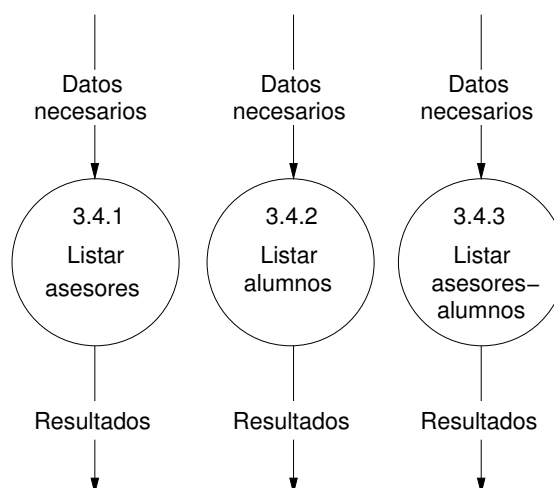 Datos
necesarios
Datos
necesarios
Datos
necesarios
3.4.1
Listar
asesores
3.4.2
Listar
alumnos
3.4.3
Listar
asesores−
alumnos
Resultados
Resultados
Resultados